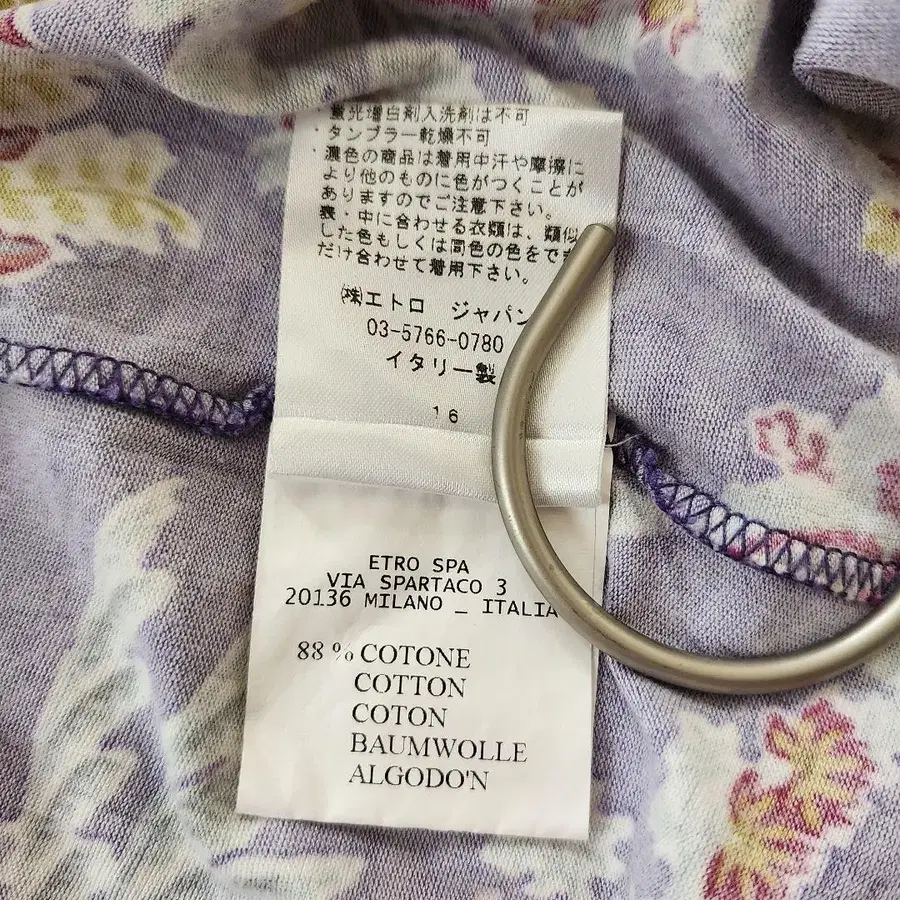 蛍光増白剤入洗剤は不可
・タンブラー乾燥不可
・濃色の商品は着用中汗や摩擦に
より他のものに色がつくことが
ありますのでご注意下さい。
裏・中に合わせる衣類は、類似
した色もしくは同色の色をでき
だけ合わせて着用下さい。
㈱エトロ ジャパン
03-5766-0780
イタリー製
16
ETRO SPA
VIA SPARTACO 3
20136 MILANO _ ITALIA
88 % COTONE
COTTON
COTON
BAUMWOLLE
ALGODO'N